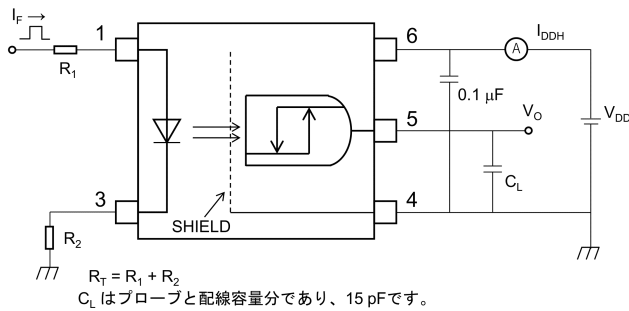 I_F →
1
R_1
3
R_2
SHIELD
6
5
4
A
I_DDH
0.1 μF
V_O
V_DD
C_L
R_T = R_1 + R_2
C_L はプローブと配線容量分であり、15 pFです。